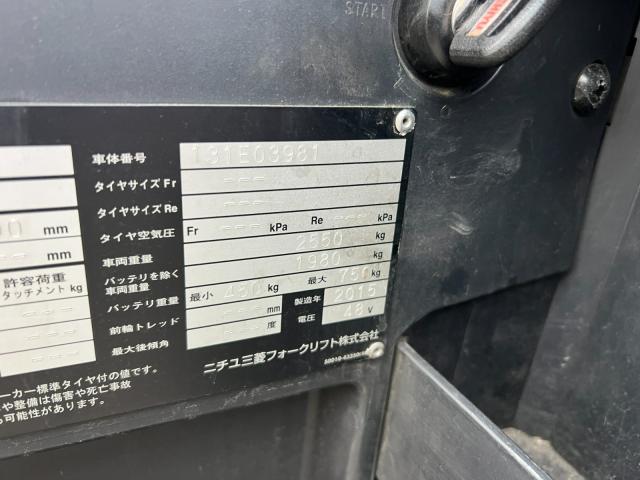 START
車体番号 131E03981
タイヤサイズ Fr ---
タイヤサイズ Re ---
mm タイヤ空気圧 Fr --- kPa Re --- kPa
mm 車両重量 2550 kg
許容荷重 バッテリを除く
タッチメント kg 車両重量 1980 kg
バッテリ重量 最小 460 kg 最大 750 kg
前輪トレッド --- mm 製造年 2015
最大後傾角 --- 度 電圧 48 V
ニチユ三菱フォークリフト株式会社
ーカー標準タイヤ付の値です。
や整備は傷害や死亡事故
る可能性があります。